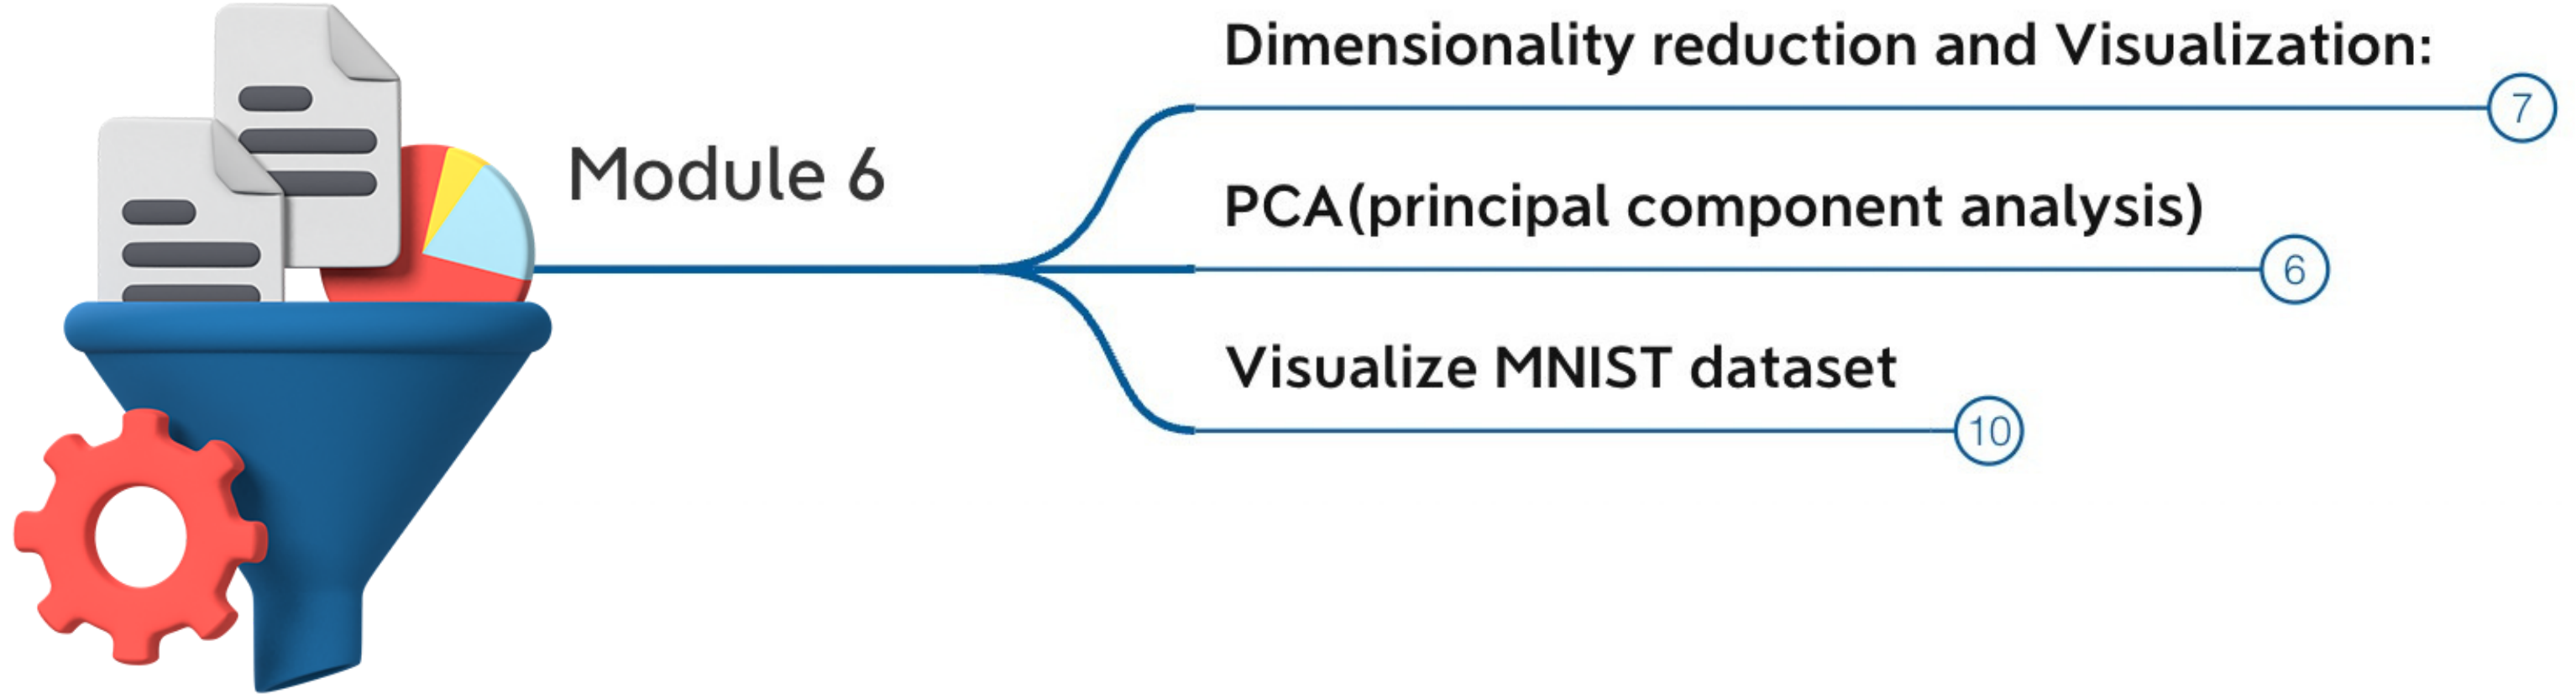 Dimensionality reduction and Visualization:
7
Module 6
PCA(principal component analysis)
6
Visualize MNIST dataset
10